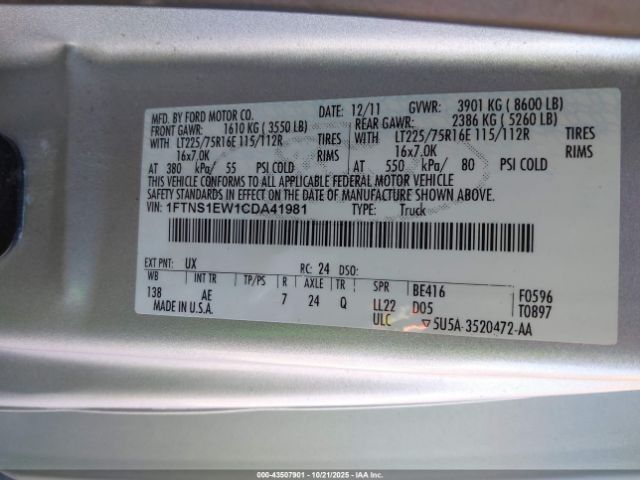 MFD. BY FORD MOTOR CO. 12/11 GVWR: 3901 KG ( 8600 LB)
FRONT GAWR: 1610 KG ( 3550 LB) REAR GAWR: 2386 KG ( 5260 LB)
WITH LT225/75R16E 115/112R TIRES WITH LT225/75R16E 115/112R TIRES
16x7.0K RIMS 16x7.0K RIMS
AT 380 kPa/ 55 PSI COLD AT 550 kPa/ 80 PSI COLD
THIS VEHICLE CONFORMS TO ALL APPLICABLE FEDERAL MOTOR VEHICLE
SAFETY STANDARDS IN EFFECT ON THE DATE OF MANUFACTURE SHOWN ABOVE.
VIN: 1FTNS1EW1CDA41981 TYPE: Truck
EXT PNT: UX RC: 24 DSO:
WB INT TR TP/PS R AXLE TR SPR BE416 F0596
138 AE 7 24 Q LL22 D05 T0897
MADE IN U.S.A. ULC ▽5U5A-3520472-AA
000-43507901 - 10/21/2025 - IAAI.com